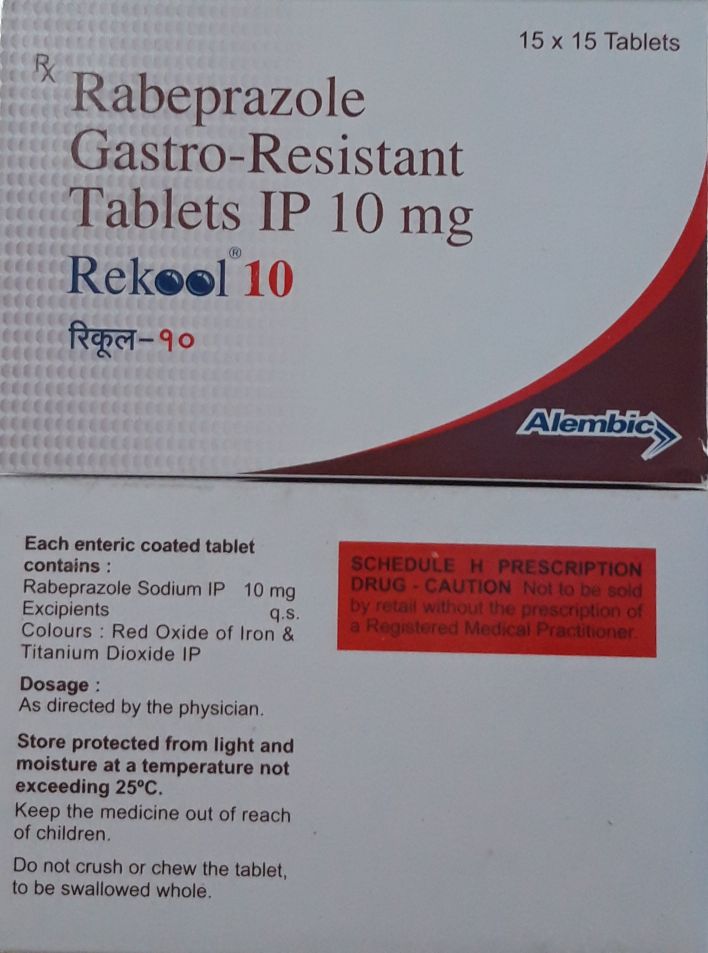 15 x 15 Tablets
Rx
Rabeprazole
Gastro-Resistant
Tablets IP 10 mg
Rekool® 10
रिकूल-१०
Alembic
Each enteric coated tablet
contains :
Rabeprazole Sodium IP 10 mg
Excipients q.s.
Colours : Red Oxide of Iron &
Titanium Dioxide IP
Dosage :
As directed by the physician.
Store protected from light and
moisture at a temperature not
exceeding 25ºC.
Keep the medicine out of reach
of children.
Do not crush or chew the tablet,
to be swallowed whole.
SCHEDULE H PRESCRIPTION
DRUG - CAUTION Not to be sold
by retail without the prescription of
a Registered Medical Practitioner.